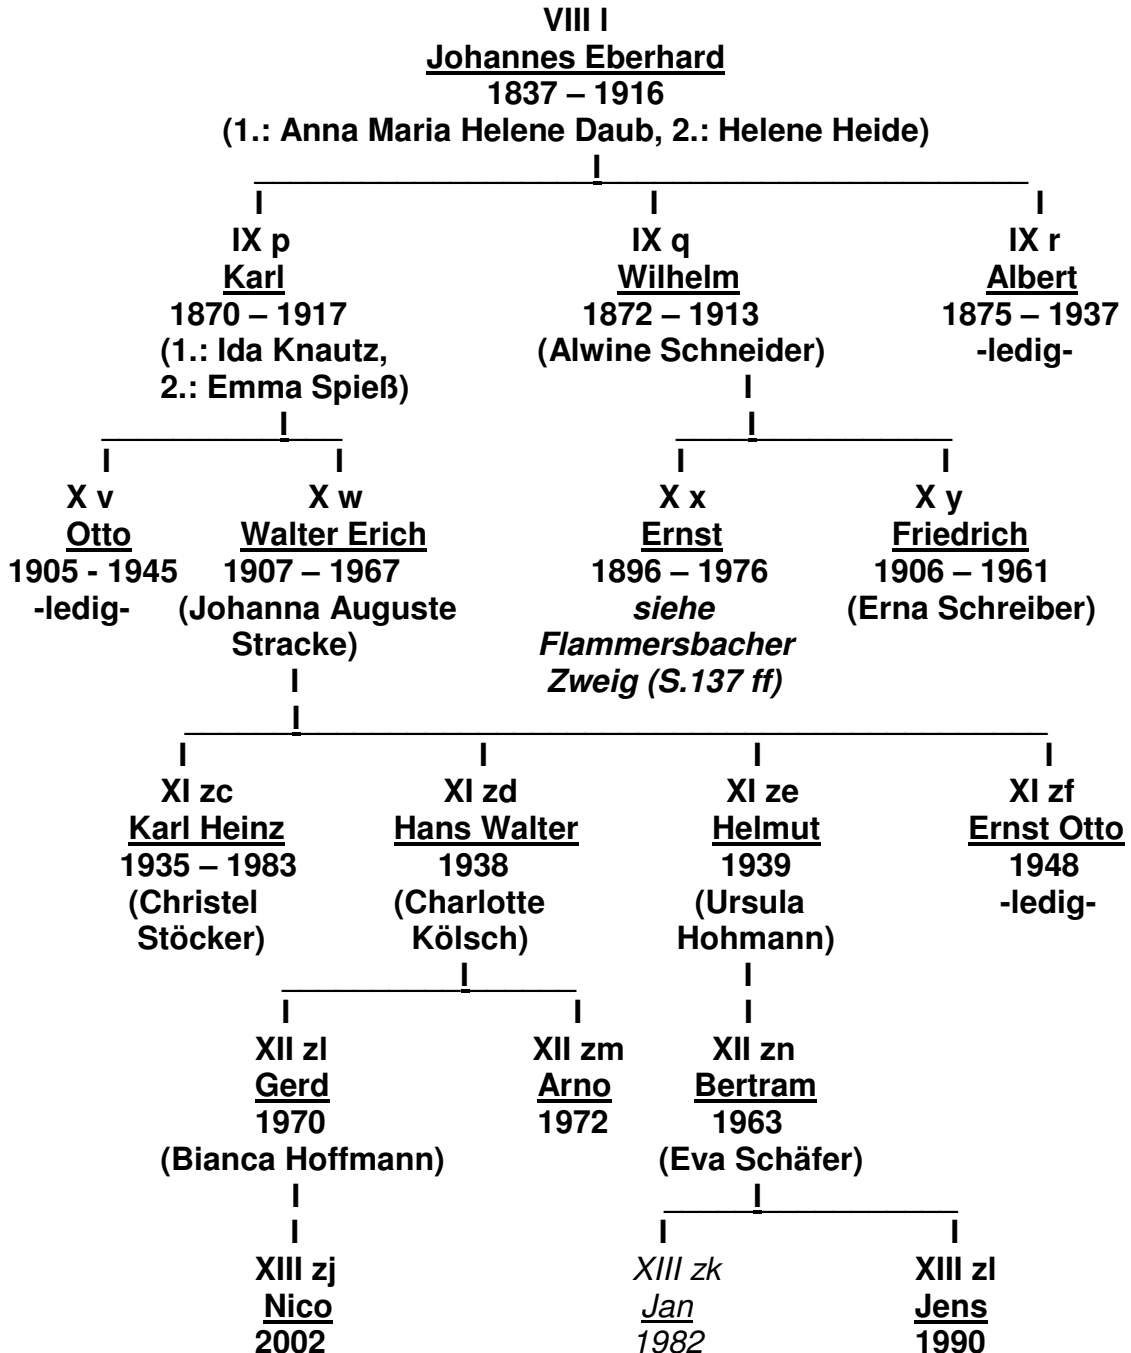 VIII l
Johannes Eberhard
1837 – 1916
(1.: Anna Maria Helene Daub, 2.: Helene Heide)
IX p
Karl
1870 – 1917
(1.: Ida Knautz,
2.: Emma Spieß)
IX q
Wilhelm
1872 – 1913
(Alwine Schneider)
IX r
Albert
1875 – 1937
-ledig-
X v
Otto
1905 - 1945
-ledig-
X w
Walter Erich
1907 – 1967
(Johanna Auguste
Stracke)
X x
Ernst
1896 – 1976
siehe
Flammersbacher
Zweig (S.137 ff)
X y
Friedrich
1906 – 1961
(Erna Schreiber)
XI zc
Karl Heinz
1935 – 1983
(Christel
Stöcker)
XI zd
Hans Walter
1938
(Charlotte
Kölsch)
XI ze
Helmut
1939
(Ursula
Hohmann)
XI zf
Ernst Otto
1948
-ledig-
XII zl
Gerd
1970
(Bianca Hoffmann)
XII zm
Arno
1972
XII zn
Bertram
1963
(Eva Schäfer)
XIII zj
Nico
2002
XIII zk
Jan
1982
XIII zl
Jens
1990